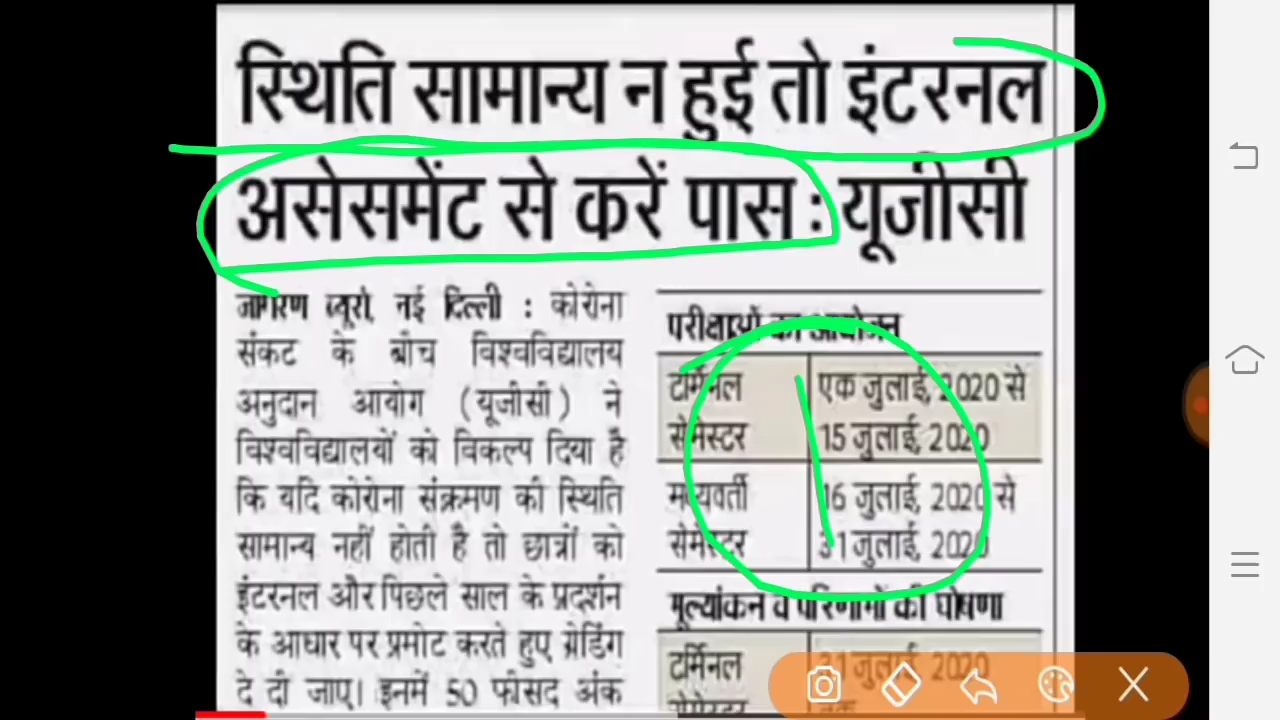 स्थिति सामान्य न हुई तो इंटरनल
असेसमेंट से करें पास : यूजीसी
जागरण ब्यूरो, नई दिल्ली : कोरोना
संकट के बीच विश्वविद्यालय
अनुदान आयोग (यूजीसी) ने
विश्वविद्यालयों को विकल्प दिया है
कि यदि कोरोना संक्रमण की स्थिति
सामान्य नहीं होती है तो छात्रों को
इंटरनल और पिछले साल के प्रदर्शन
के आधार पर प्रमोट करते हुए ग्रेडिंग
दे दी जाए। इनमें 50 फीसद अंक
परीक्षाओं का आयोजन
टर्मिनल एक जुलाई, 2020 से
सेमेस्टर 15 जुलाई, 2020
मध्यवर्ती 16 जुलाई, 2020 से
सेमेस्टर 31 जुलाई, 2020
मूल्यांकन व परिणामों की घोषणा
टर्मिनल 31 जुलाई, 2020